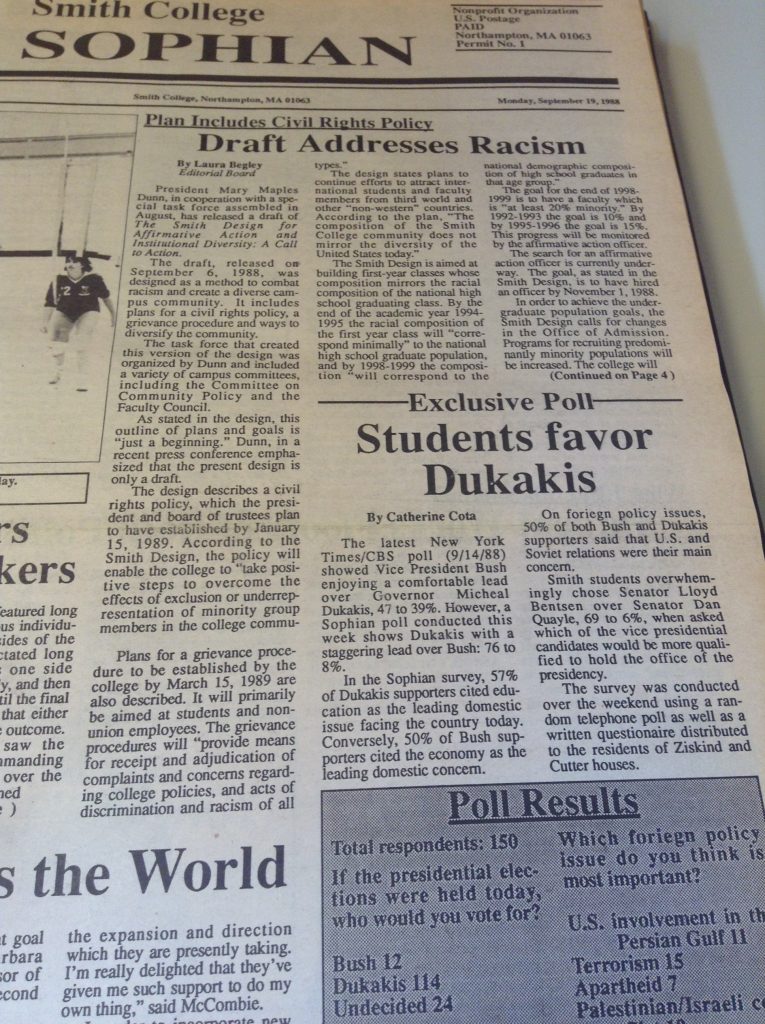 Smith College
SOPHIAN
Nonprofit Organization
U.S. Postage
PAID
Northampton, MA 01063
Permit No. 1
Smith College, Northampton, MA 01063
Monday, September 19, 1988
Plan Includes Civil Rights Policy
Draft Addresses Racism
By Laura Begley
Editorial Board
President Mary Maples
Dunn, in cooperation with a spe-
cial task force assembled in
August, has released a draft of
The Smith Design for
Affirmative Action and
Institutional Diversity: A Call
to Action.
The draft, released on
September 6, 1988, was
designed as a method to combat
racism and create a diverse cam-
pus community. It includes
plans for a civil rights policy, a
grievance procedure and ways to
diversify the community.
The task force that created
this version of the design was
organized by Dunn and included
a variety of campus committees,
including the Committee on
Community Policy and the
Faculty Council.
As stated in the design, this
outline of plans and goals is
"just a beginning." Dunn, in a
recent press conference empha-
sized that the present design is
only a draft.
The design describes a civil
rights policy, which the presi-
dent and board of trustees plan
to have established by January
15, 1989. According to the
Smith Design, the policy will
enable the college to "take posi-
tive steps to overcome the
effects of exclusion or underrep-
resentation of minority group
members in the college commu-
Plans for a grievance proce-
dure to be established by the
college by March 15, 1989 are
also described. It will primarily
be aimed at students and non-
union employees. The grievance
procedures will "provide means
for receipt and adjudication of
complaints and concerns regard-
ing college policies, and acts of
discrimination and racism of all
types."
The design states plans to
continue efforts to attract inter-
national students and faculty
members from third world and
other "non-western" countries.
According to the plan, "The
composition of the Smith
College community does not
mirror the diversity of the
United States today."
The Smith Design is aimed at
building first-year classes whose
composition mirrors the racial
composition of the national high
school graduating class. By the
end of the academic year 1994-
1995 the racial composition of
the first year class will "corre-
spond minimally" to the national
high school graduate population,
and by 1998-1999 the composi-
tion "will correspond to the
national demographic composi-
tion of high school graduates in
that age group."
The goal for the end of 1998-
1999 is to have a faculty which
is "at least 20% minority." By
1992-1993 the goal is 10% and
by 1995-1996 the goal is 15%.
This progress will be monitored
by the affirmative action officer.
The search for an affirmative
action officer is currently under-
way. The goal, as stated in the
Smith Design, is to have hired
an officer by November 1, 1988.
In order to achieve the under-
graduate population goals, the
Smith Design calls for changes
in the Office of Admission.
Programs for recruiting predomi-
nantly minority populations will
be increased. The college will
(Continued on Page 4 )
Exclusive Poll
Students favor
Dukakis
By Catherine Cota
The latest New York
Times/CBS poll (9/14/88)
showed Vice President Bush
enjoying a comfortable lead
over Governor Micheal
Dukakis, 47 to 39%. However, a
Sophian poll conducted this
week shows Dukakis with a
staggering lead over Bush: 76 to
8%.
In the Sophian survey, 57%
of Dukakis supporters cited edu-
cation as the leading domestic
issue facing the country today.
Conversely, 50% of Bush sup-
porters cited the economy as the
leading domestic concern.
On foriegn policy issues,
50% of both Bush and Dukakis
supporters said that U.S. and
Soviet relations were their main
concern.
Smith students overwhem-
ingly chose Senator Lloyd
Bentsen over Senator Dan
Quayle, 69 to 6%, when asked
which of the vice presidential
candidates would be more quali-
fied to hold the office of the
presidency.
The survey was conducted
over the weekend using a ran-
dom telephone poll as well as a
written questionaire distributed
to the residents of Ziskind and
Cutter houses.
Poll Results
Total respondents: 150
If the presidential elec-
tions were held today,
who would you vote for?
Bush 12
Dukakis 114
Undecided 24
Which foriegn policy
issue do you think is
most important?
U.S. involvement in th
Persian Gulf 11
Terrorism 15
Apartheid 7
Palestinian/Israeli c
ay.
rs
kers
featured long
us individu-
sides of the
ctated long
one side
y, and then
til the final
that either
outcome.
saw the
mmanding
over the
ned
)
s the World
at goal
rbara
sor of
econd
the expansion and direction
which they are presently taking.
I'm really delighted that they've
given me such support to do my
own thing," said McCombie.